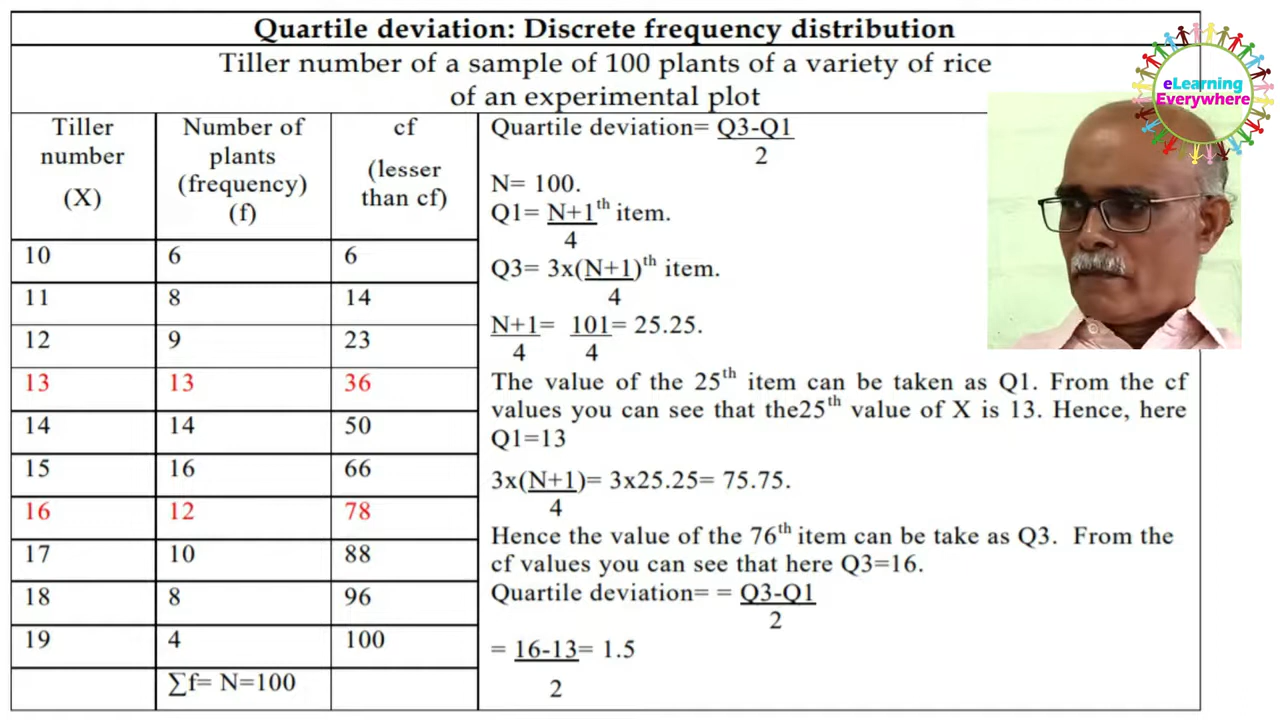 Quartile deviation: Discrete frequency distribution
Tiller number of a sample of 100 plants of a variety of rice
of an experimental plot
eLearning
Everywhere
Tiller
number
(X)
Number of
plants
(frequency)
(f)
cf
(lesser
than cf)
10 6 6
11 8 14
12 9 23
13 13 36
14 14 50
15 16 66
16 12 78
17 10 88
18 8 96
19 4 100
∑f= N=100
Quartile deviation= Q3-Q1
2
N= 100.
Q1= N+1th item.
4
Q3= 3x(N+1)th item.
4
N+1= 101= 25.25.
4 4
The value of the 25th item can be taken as Q1. From the cf
values you can see that the25th value of X is 13. Hence, here
Q1=13
3x(N+1)= 3x25.25= 75.75.
4
Hence the value of the 76th item can be take as Q3. From the
cf values you can see that here Q3=16.
Quartile deviation= = Q3-Q1
2
= 16-13= 1.5
2